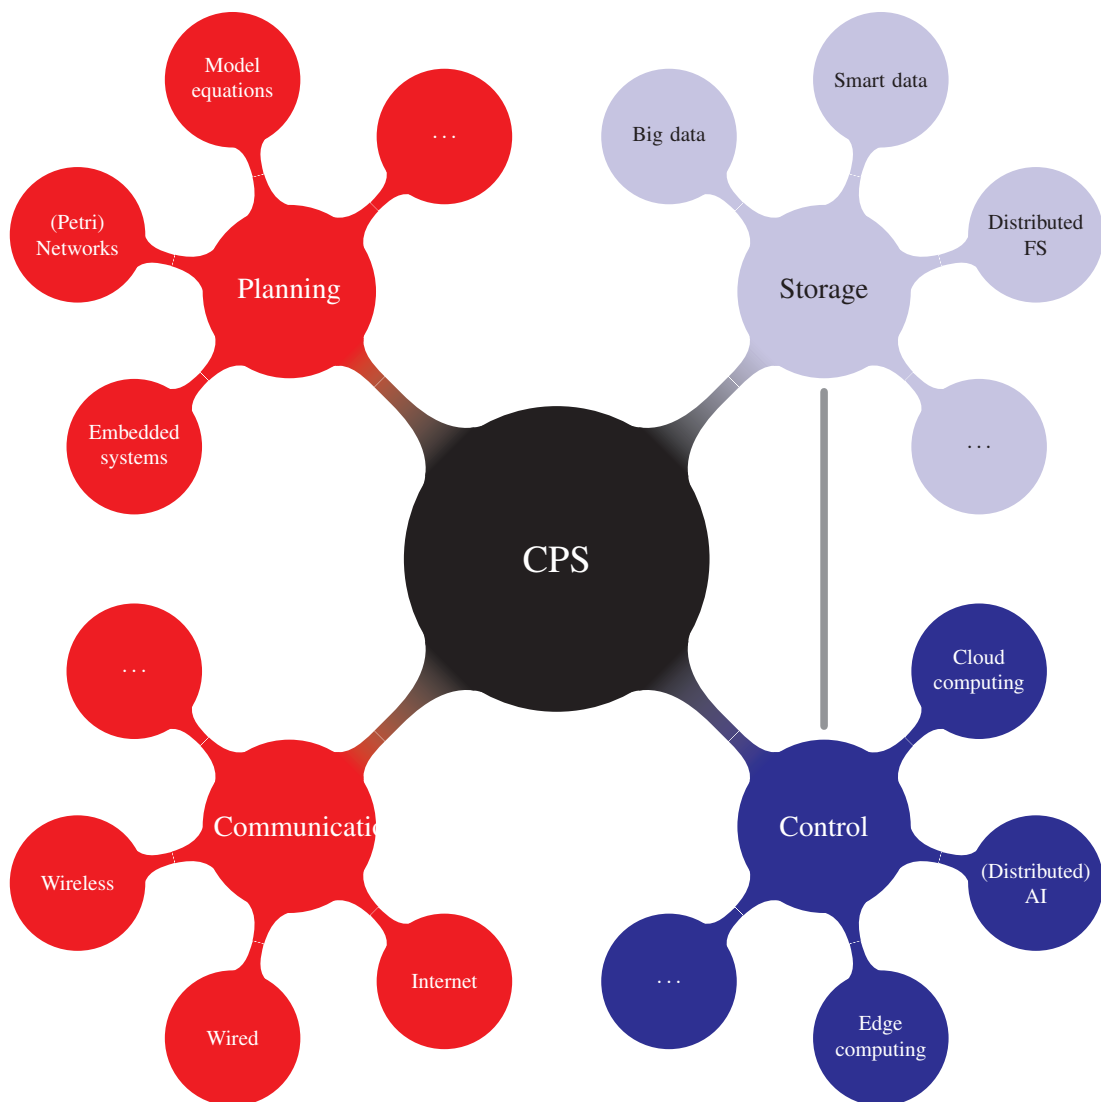 Model
equations
...
(Petri)
Networks
Planning
Embedded
systems
Big data
Smart data
Distributed
FS
Storage
...
CPS
...
Communicatio
Wireless
Wired
Internet
Cloud
computing
Control
(Distributed)
AI
...
Edge
computing